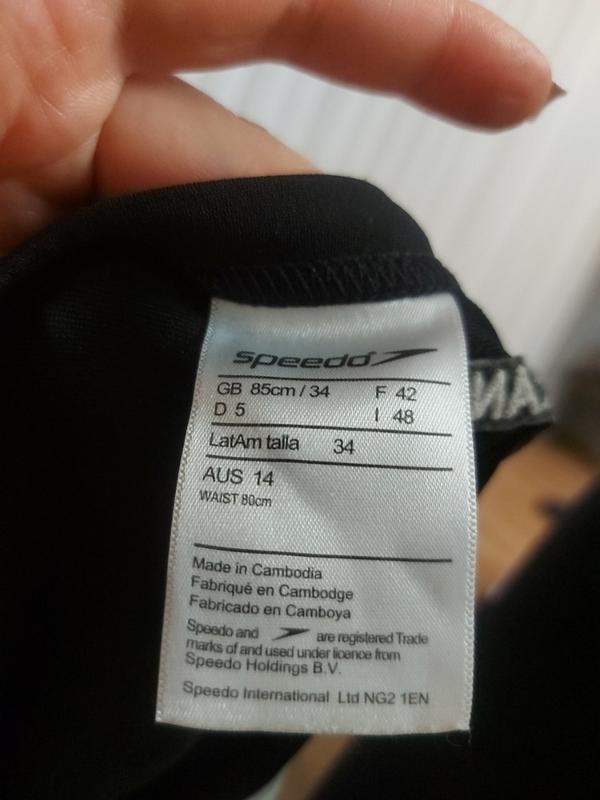 speedo
GB 85cm / 34 F 42
D 5 I 48
LatAm talla 34
AUS 14
WAIST 80cm
Made in Cambodia
Fabriqué en Cambodge
Fabricado en Camboya
Speedo and are registered Trade
marks of and used under licence from
Speedo Holdings B.V.
Speedo International Ltd NG2 1EN